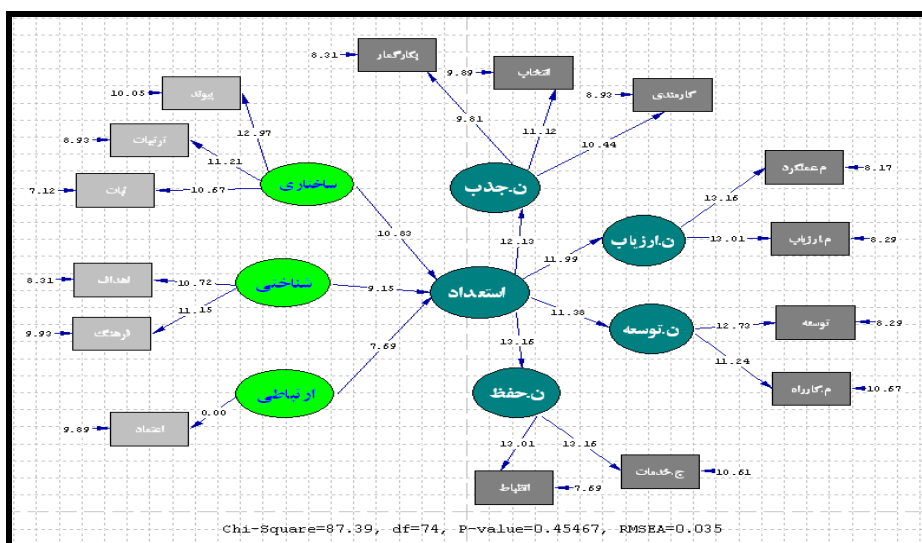 بکارگمار
8.31
9.81
انتخاب
9.89
11.12
کارمندی
8.93
10.44
پیوند
10.05
12.97
ترتیبات
8.93
11.21
ثبات
7.12
10.67
ساختاری
10.83
ن.جذب
12.13
م.عملکرد
8.17
13.16
ن.ارزیاب
11.99
م.ارزیاب
8.29
13.01
اهداف
8.31
10.72
شناختی
9.15
استعداد
فرهنگ
9.93
11.15
11.38
ن.توسعه
توسعه
8.29
12.73
م.کارراه
10.67
11.24
ارتباطی
7.69
اعتماد
9.89
0.00
13.16
ن.حفظ
13.01
13.16
انظباط
7.69
ج.خدمات
10.61
Chi-Square=87.39, df=74, P-value=0.45467, RMSEA=0.035